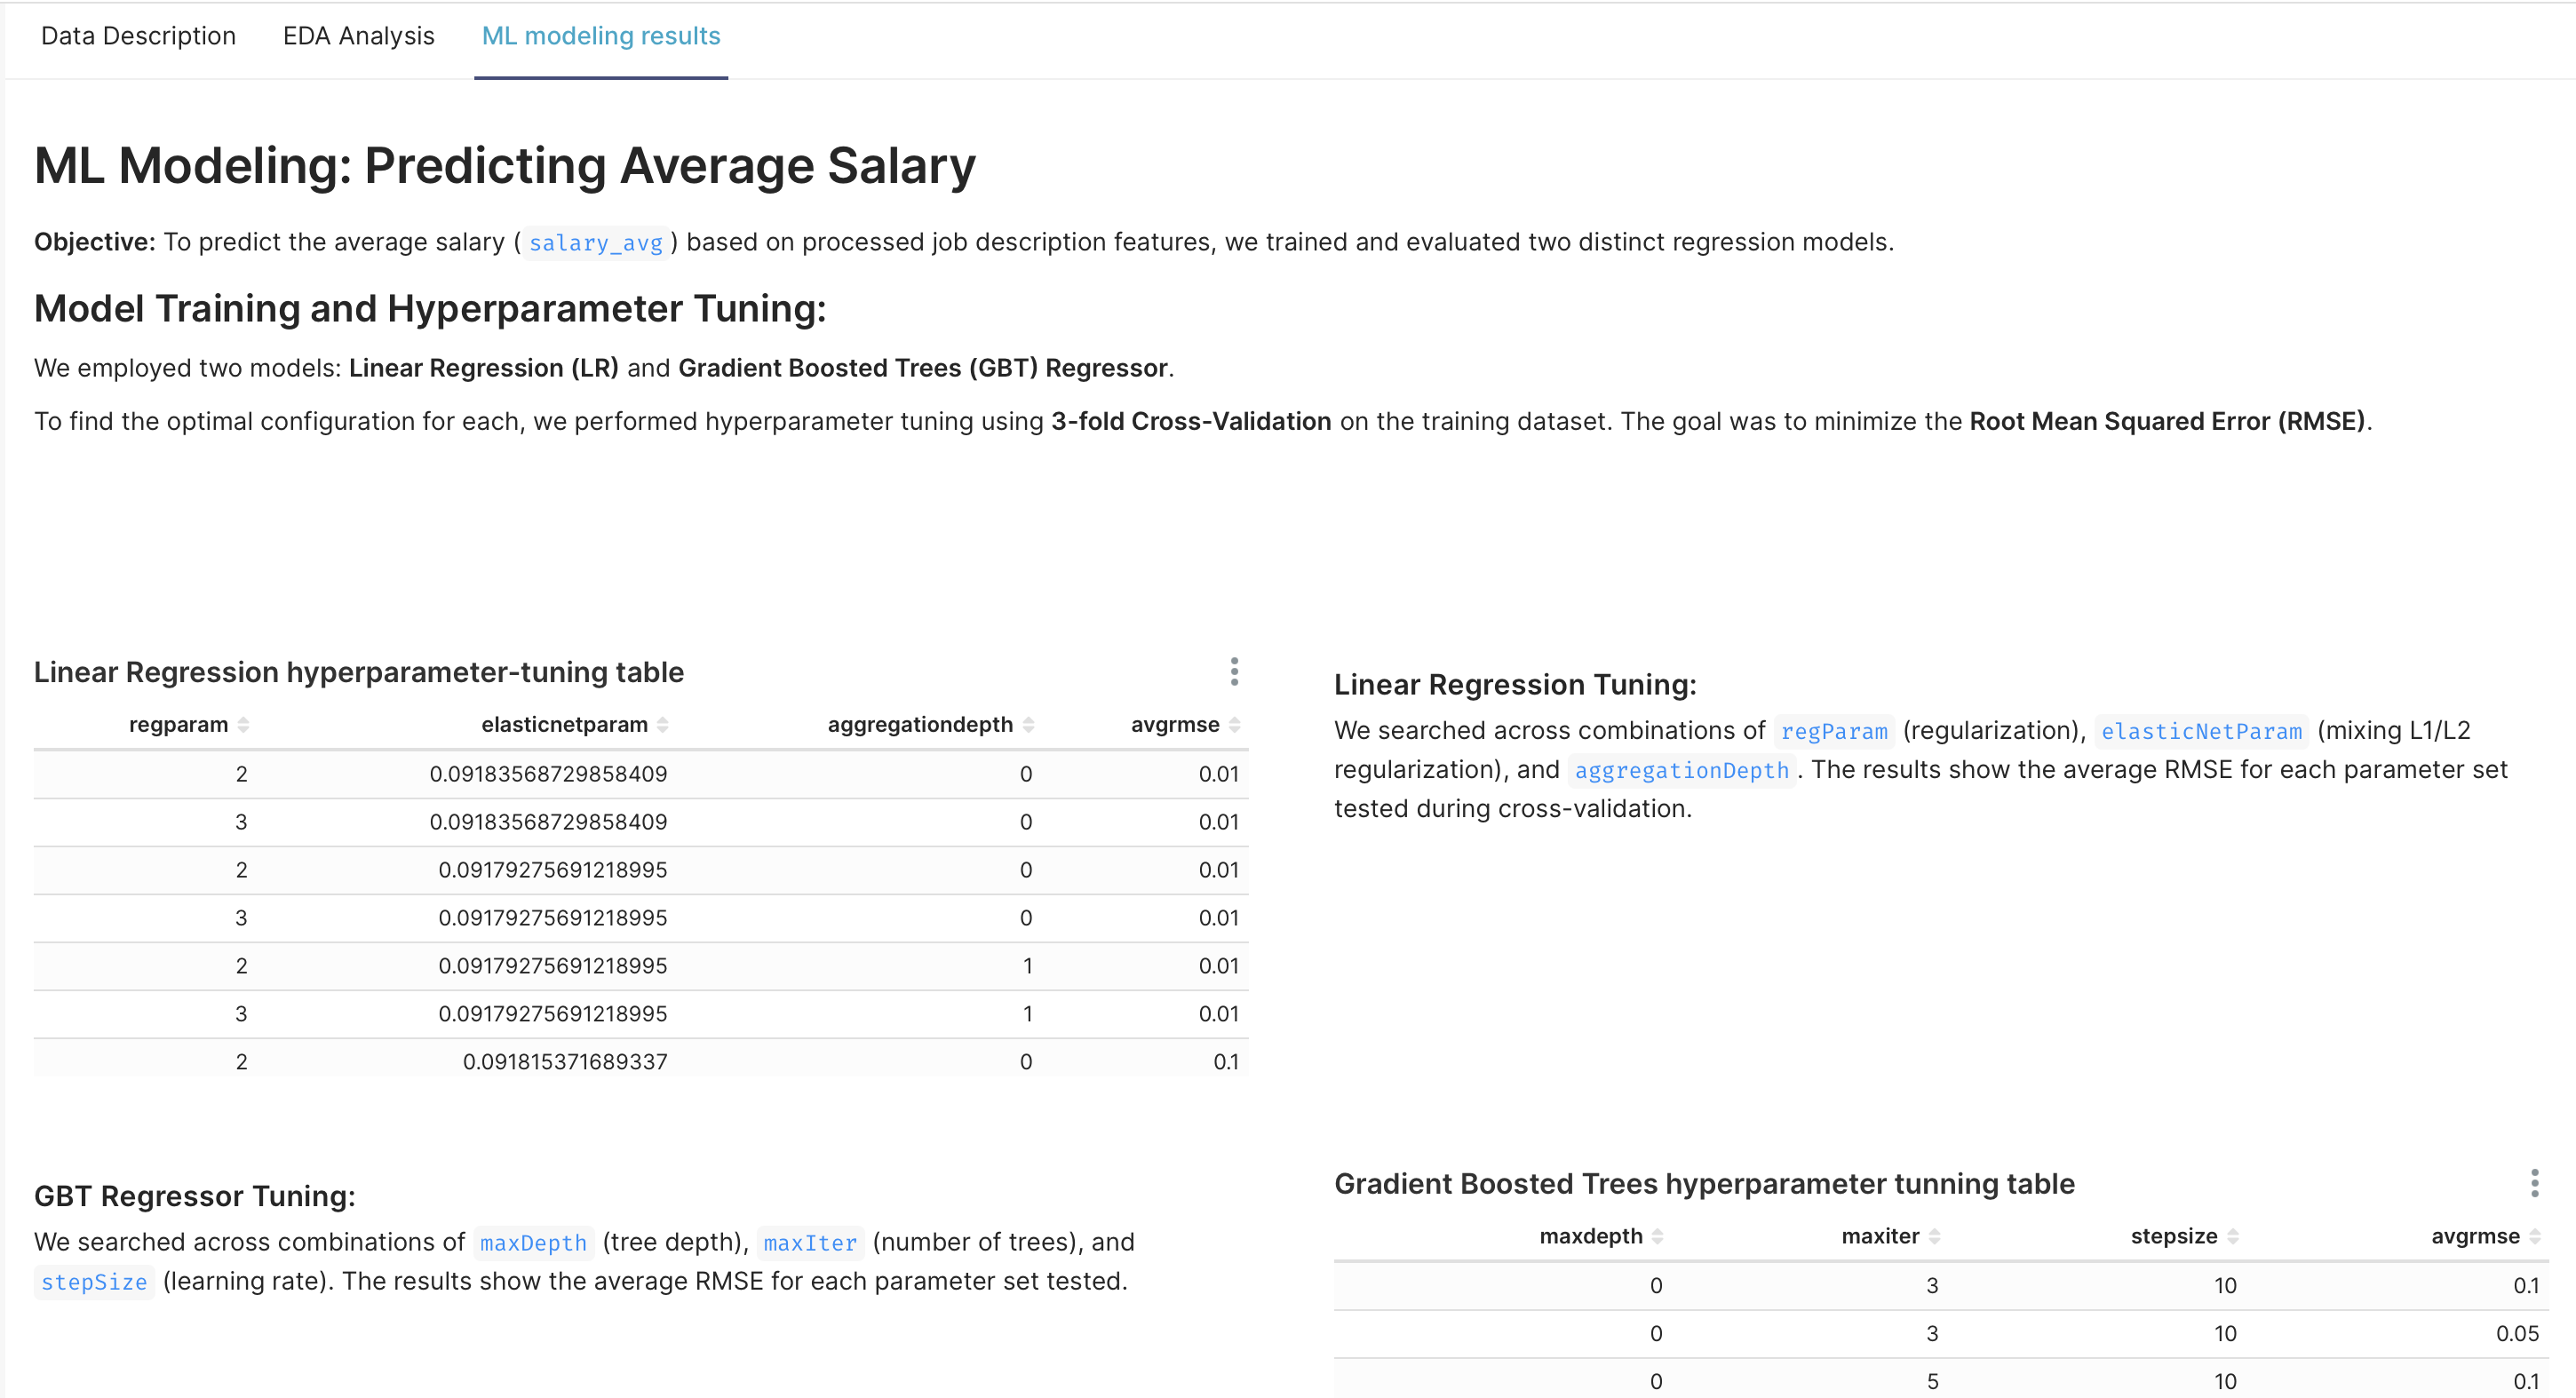 Data Description EDA Analysis ML modeling results
ML Modeling: Predicting Average Salary
Objective: To predict the average salary ( salary_avg ) based on processed job description features, we trained and evaluated two distinct regression models.
Model Training and Hyperparameter Tuning:
We employed two models: Linear Regression (LR) and Gradient Boosted Trees (GBT) Regressor.
To find the optimal configuration for each, we performed hyperparameter tuning using 3-fold Cross-Validation on the training dataset. The goal was to minimize the Root Mean Squared Error (RMSE).
Linear Regression hyperparameter-tuning table
regparam elasticnetparam aggregationdepth avgrmse
2 0.09183568729858409 0 0.01
3 0.09183568729858409 0 0.01
2 0.09179275691218995 0 0.01
3 0.09179275691218995 0 0.01
2 0.09179275691218995 1 0.01
3 0.09179275691218995 1 0.01
2 0.091815371689337 0 0.1
Linear Regression Tuning:
We searched across combinations of regParam (regularization), elasticNetParam (mixing L1/L2
regularization), and aggregationDepth . The results show the average RMSE for each parameter set
tested during cross-validation.
GBT Regressor Tuning:
We searched across combinations of maxDepth (tree depth), maxIter (number of trees), and
stepSize (learning rate). The results show the average RMSE for each parameter set tested.
Gradient Boosted Trees hyperparameter tunning table
maxdepth maxiter stepsize avgrmse
0 3 10 0.1
0 3 10 0.05
0 5 10 0.1